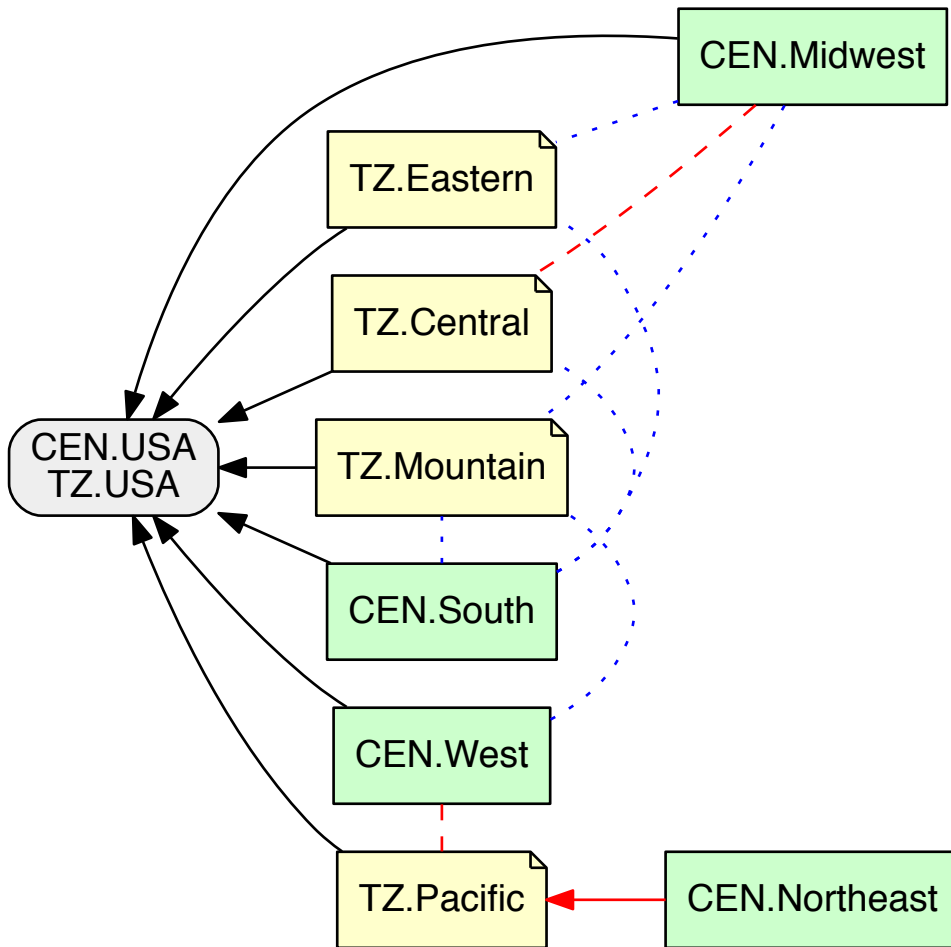 CEN.Midwest
TZ.Eastern
TZ.Central
CEN.USA
TZ.USA
TZ.Mountain
CEN.South
CEN.West
TZ.Pacific
CEN.Northeast